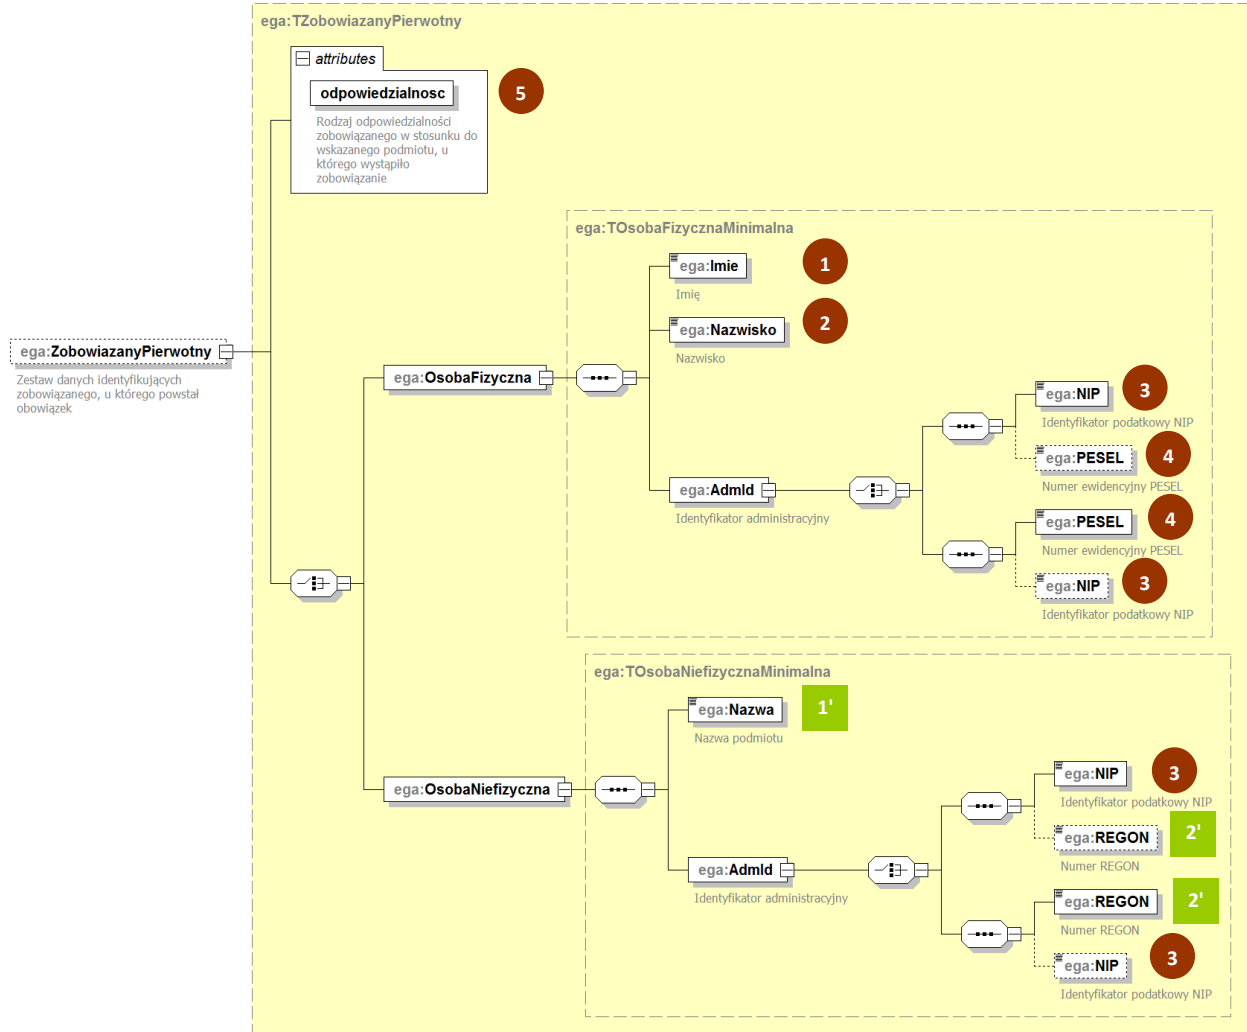 ega:TZobowiazanyPierwotny
attributes
odpowiedzialnosc
5
Rodzaj odpowiedzialności
zobowiązanego w stosunku do
wskazanego podmiotu, u
którego wystąpiło
zobowiązanie
ega:TOsobaFizycznaMinimalna
ega:Imie
1
Imię
ega:Nazwisko
2
Nazwisko
ega:ZobowiazanyPierwotny
Zestaw danych identyfikujących
zobowiązanego, u którego powstał
obowiązek
ega:OsobaFizyczna
ega:NIP
3
Identyfikator podatkowy NIP
ega:PESEL
4
Numer ewidencyjny PESEL
ega:AdmId
Identyfikator administracyjny
ega:PESEL
4
Numer ewidencyjny PESEL
ega:NIP
3
Identyfikator podatkowy NIP
ega:TOsobaNiefizycznaMinimalna
ega:Nazwa
1'
Nazwa podmiotu
ega:OsobaNiefizyczna
ega:NIP
3
Identyfikator podatkowy NIP
ega:REGON
2'
Numer REGON
ega:AdmId
Identyfikator administracyjny
ega:REGON
2'
Numer REGON
ega:NIP
3
Identyfikator podatkowy NIP